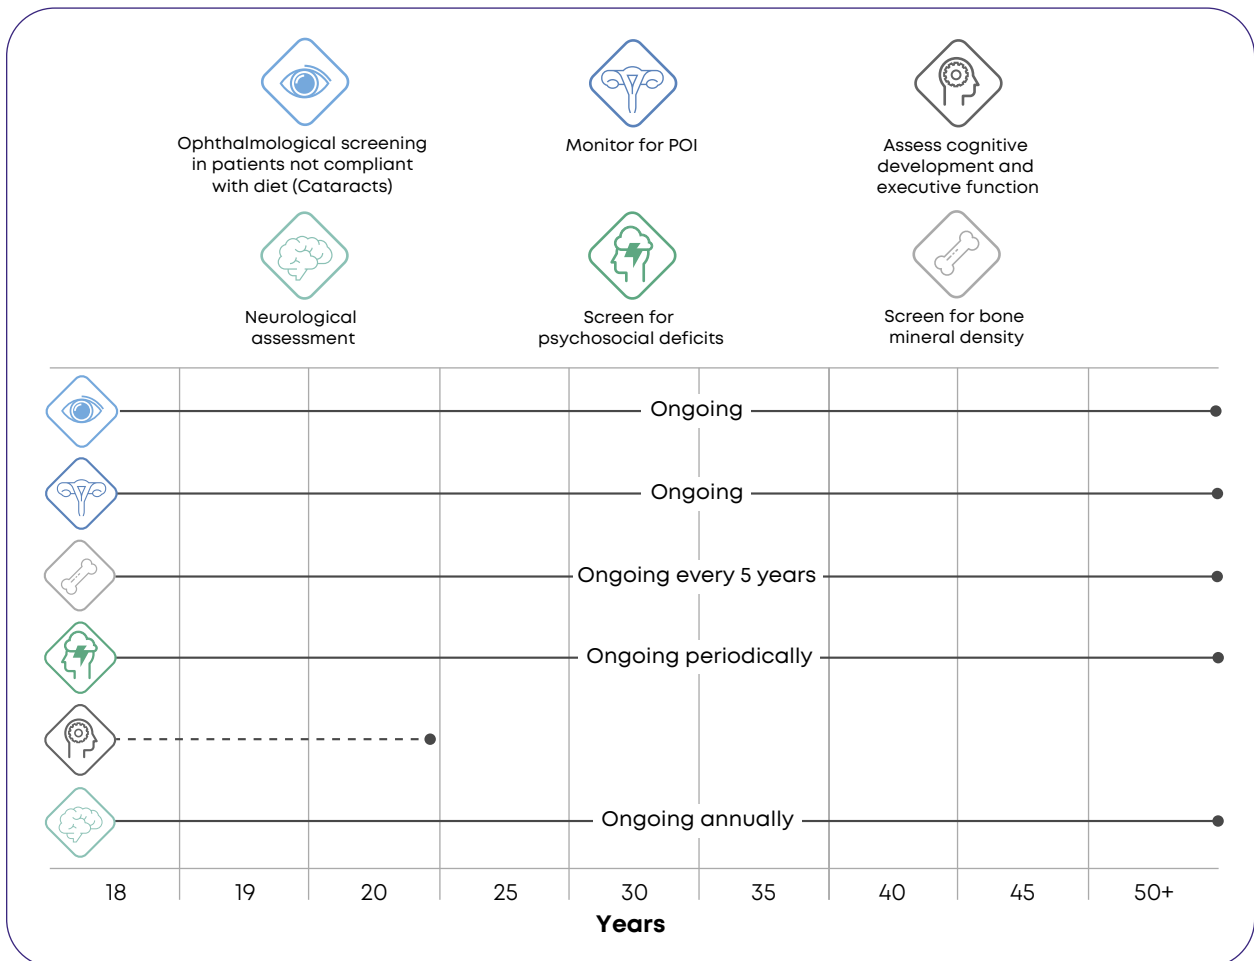 Ophthalmological screening
in patients not compliant
with diet (Cataracts)
Monitor for POI
Assess cognitive
development and
executive function
Neurological
assessment
Screen for
psychosocial deficits
Screen for bone
mineral density
Ongoing
Ongoing
Ongoing every 5 years
Ongoing periodically
Ongoing annually
18 19 20 25 30 35 40 45 50+
Years